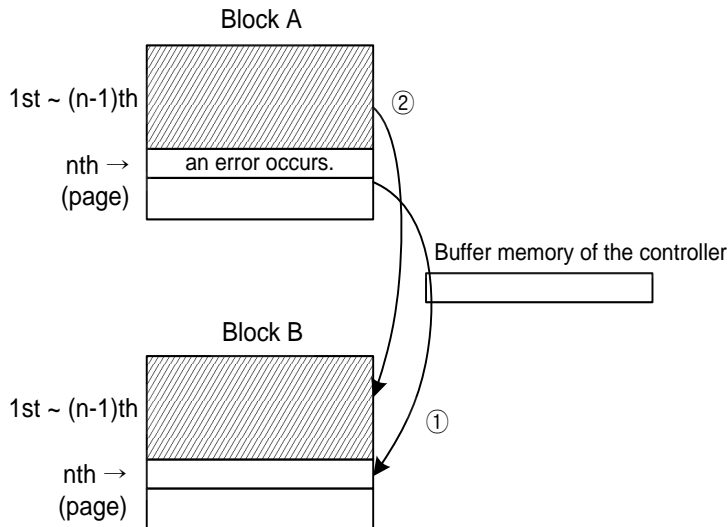 Block A
1st ~ (n-1)th
②
nth →
an error occurs.
(page)
Buffer memory of the controller
Block B
1st ~ (n-1)th
①
nth →
(page)